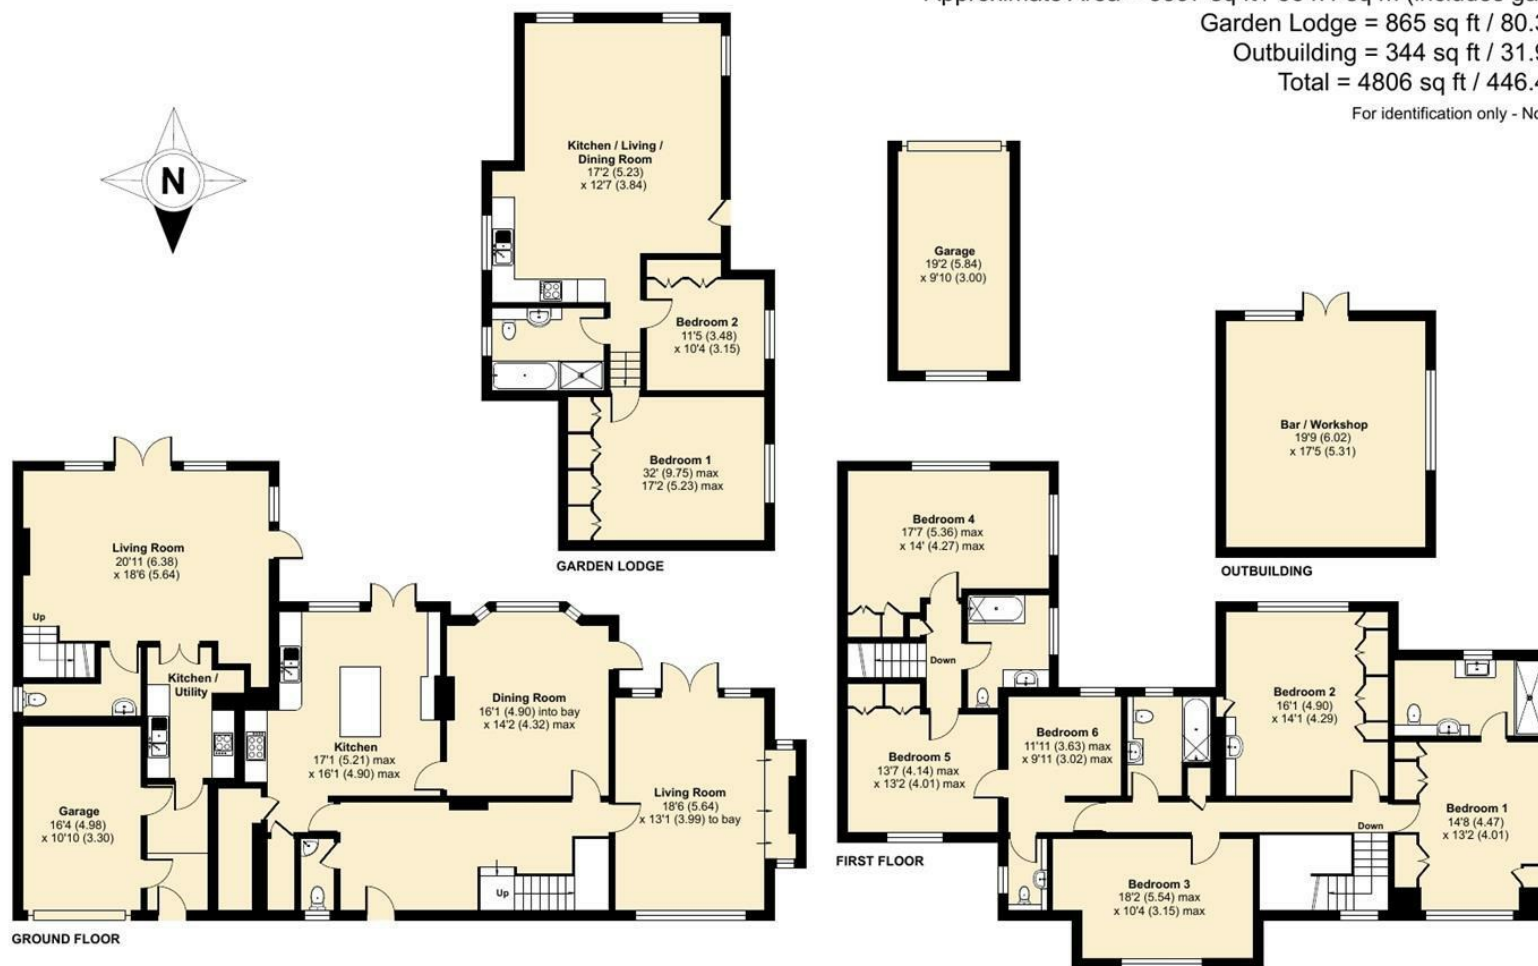 Garden Lodge = 865 sq ft / 80.3
Outbuilding = 344 sq ft / 31.9
Total = 4806 sq ft / 446.4
For identification only -
N
Kitchen / Living /
Dining Room
17'2 (5.23)
x 12'7 (3.84)
Bedroom 2
11'5 (3.48)
x 10'4 (3.15)
Bedroom 1
32' (9.75) max
17'2 (5.23) max
GARDEN LODGE
Garage
19'2 (5.84)
x 9'10 (3.00)
Bar / Workshop
19'9 (6.02)
x 17'5 (5.31)
OUTBUILDING
Living Room
20'11 (6.38)
x 18'6 (5.64)
Up
Kitchen /
Utility
Garage
16'4 (4.98)
x 10'10 (3.30)
Kitchen
17'1 (5.21) max
x 16'1 (4.90) max
Dining Room
16'1 (4.90) into bay
x 14'2 (4.32) max
Living Room
18'6 (5.64)
x 13'1 (3.99) to bay
Up
GROUND FLOOR
Bedroom 4
17'7 (5.36) max
x 14' (4.27) max
Down
Bedroom 5
13'7 (4.14) max
x 13'2 (4.01) max
Bedroom 6
11'11 (3.63) max
x 9'11 (3.02) max
Bedroom 2
16'1 (4.90)
x 14'1 (4.29)
Bedroom 1
14'8 (4.47)
x 13'2 (4.01)
Down
Bedroom 3
18'2 (5.54) max
x 10'4 (3.15) max
FIRST FLOOR